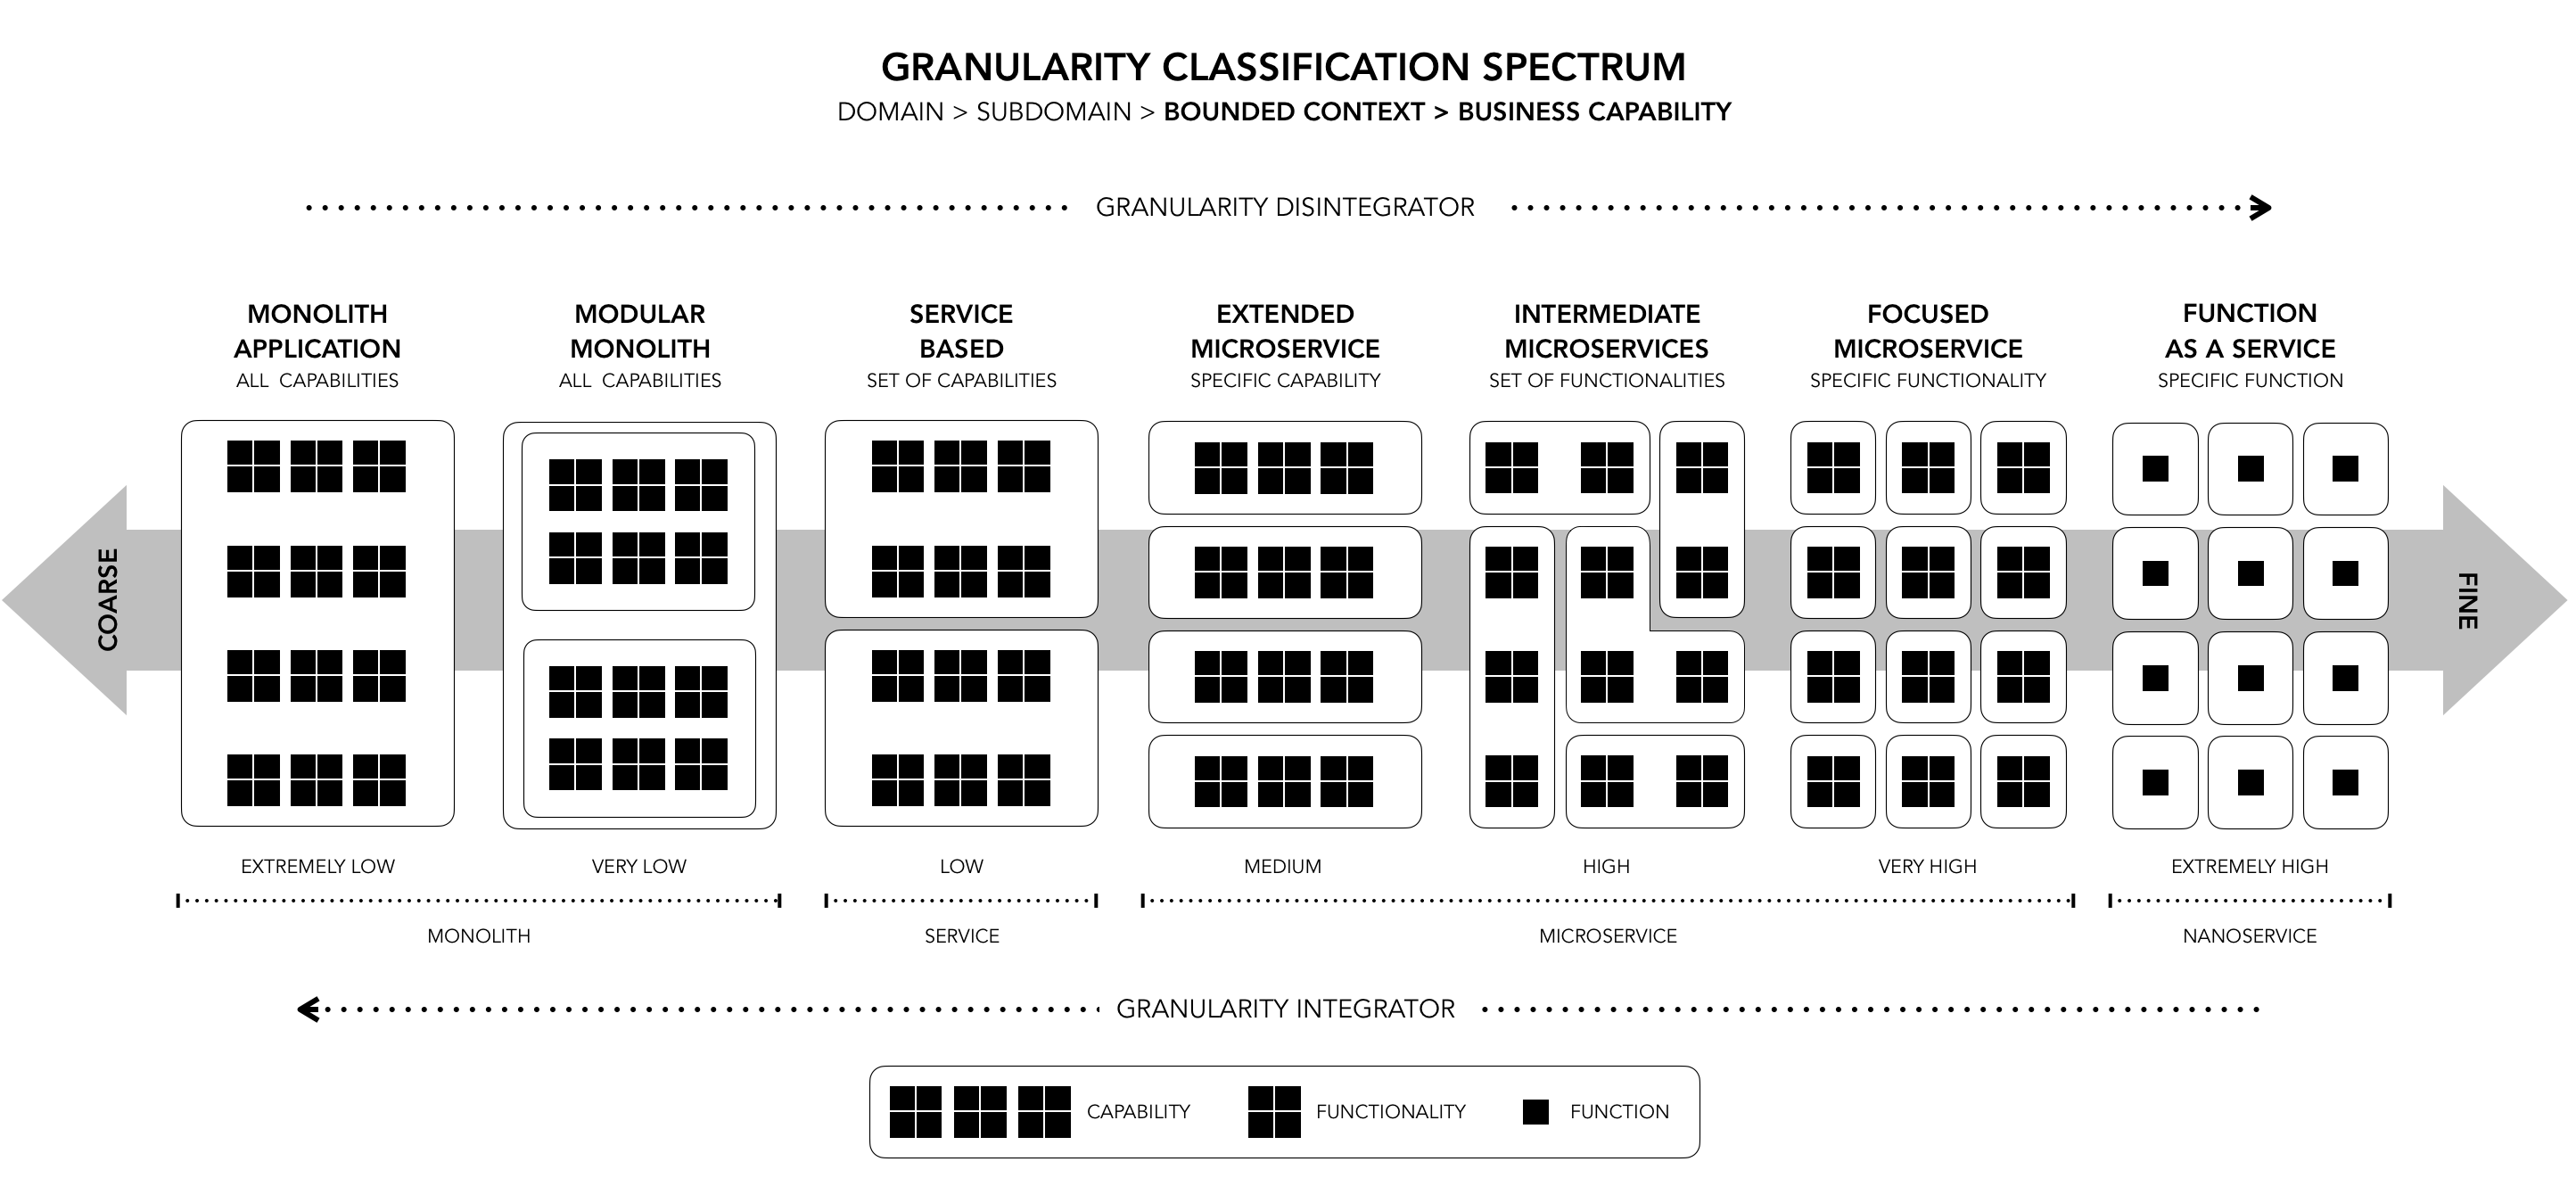 GRANULARITY CLASSIFICATION SPECTRUM
DOMAIN > SUBDOMAIN > BOUNDED CONTEXT > BUSINESS CAPABILITY
GRANULARITY DISINTEGRATOR
MONOLITH
APPLICATION
ALL CAPABILITIES
MODULAR
MONOLITH
ALL CAPABILITIES
SERVICE
BASED
SET OF CAPABILITIES
EXTENDED
MICROSERVICE
SPECIFIC CAPABILITY
INTERMEDIATE
MICROSERVICES
SET OF FUNCTIONALITIES
FOCUSED
MICROSERVICE
SPECIFIC FUNCTIONALITY
FUNCTION
AS A SERVICE
SPECIFIC FUNCTION
COARSE
FINE
EXTREMELY LOW
VERY LOW
LOW
MEDIUM
HIGH
VERY HIGH
EXTREMELY HIGH
MONOLITH
SERVICE
MICROSERVICE
NANOSERVICE
GRANULARITY INTEGRATOR
CAPABILITY
FUNCTIONALITY
FUNCTION